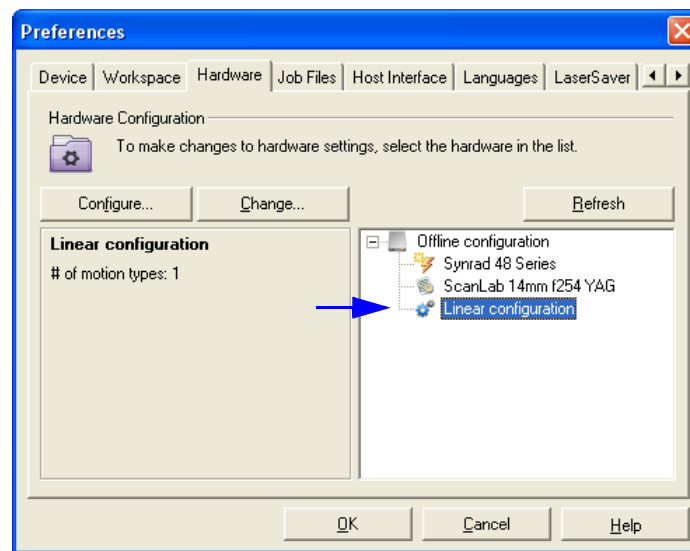 Preferences
Device Workspace Hardware Job Files Host Interface Languages LaserSaver
Hardware Configuration
To make changes to hardware settings, select the hardware in the list.
Configure... Change... Refresh
Linear configuration
# of motion types: 1
Offline configuration
Synrad 48 Series
ScanLab 14mm f254 YAG
Linear configuration
OK Cancel Help